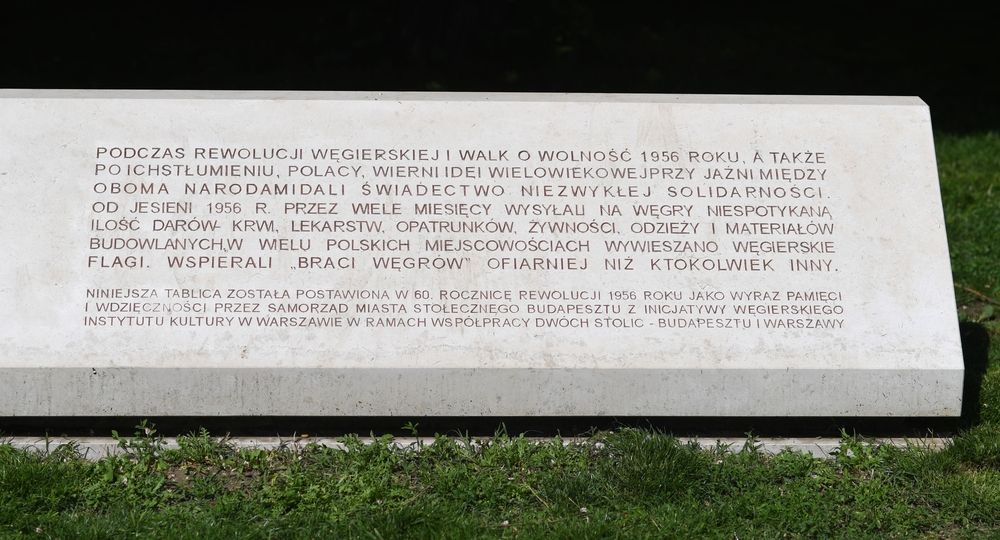 PODCZAS REWOLUCJI WĘGIERSKIEJ I WALK O WOLNOŚĆ 1956 ROKU, A TAKŻE
PO ICHSTŁUMIENIU, POLACY, WIERNI IDEI WIELOWIEKOWEJPRZY JAŹNI MIĘDZY
OBOMA NARODAMIDALI ŚWIADECTWO NIEZWYKŁEJ SOLIDARNOŚCI.
OD JESIENI 1956 R. PRZEZ WIELE MIESIĘCY WYSYŁALI NA WĘGRY NIESPOTYKANĄ
ILOŚĆ DARÓW- KRWI, LEKARSTW, OPATRUNKÓW, ŻYWNOŚCI, ODZIEŻY I MATERIAŁÓW
BUDOWLANYCH,W WIELU POLSKICH MIEJSCOWOŚCIACH WYWIESZANO WĘGIERSKIE
FLAGI. WSPIERALI „BRACI WĘGRÓW” OFIARNIEJ NIŻ KTOKOLWIEK INNY.
NINIEJSZA TABLICA ZOSTAŁA POSTAWIONA W 60. ROCZNICĘ REWOLUCJI 1956 ROKU JAKO WYRAZ PAMIĘCI
I WDZIĘCZNOŚCI PRZEZ SAMORZĄD MIASTA STOŁECZNEGO BUDAPESZTU Z INICJATYWY WĘGIERSKIEGO
INSTYTUTU KULTURY W WARSZAWIE W RAMACH WSPÓŁPRACY DWÓCH STOLIC - BUDAPESZTU I WARSZAWY